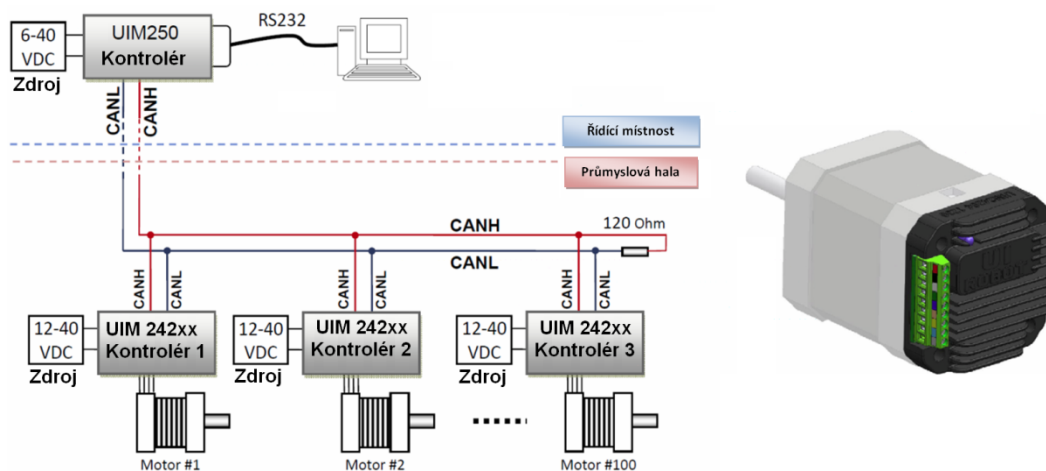 6-40
VDC
Zdroj
UIM250
Kontrolér
RS232
CANL
CANH
Řídící místnost
Průmyslová hala
CANH
120 Ohm
CANL
CANH
CANL
CANH
CANL
CANH
CANL
12-40
VDC
Zdroj
UIM 242xx
Kontrolér 1
12-40
VDC
Zdroj
UIM 242xx
Kontrolér 2
12-40
VDC
Zdroj
UIM 242xx
Kontrolér 3
Motor #1
Motor #2
Motor #100